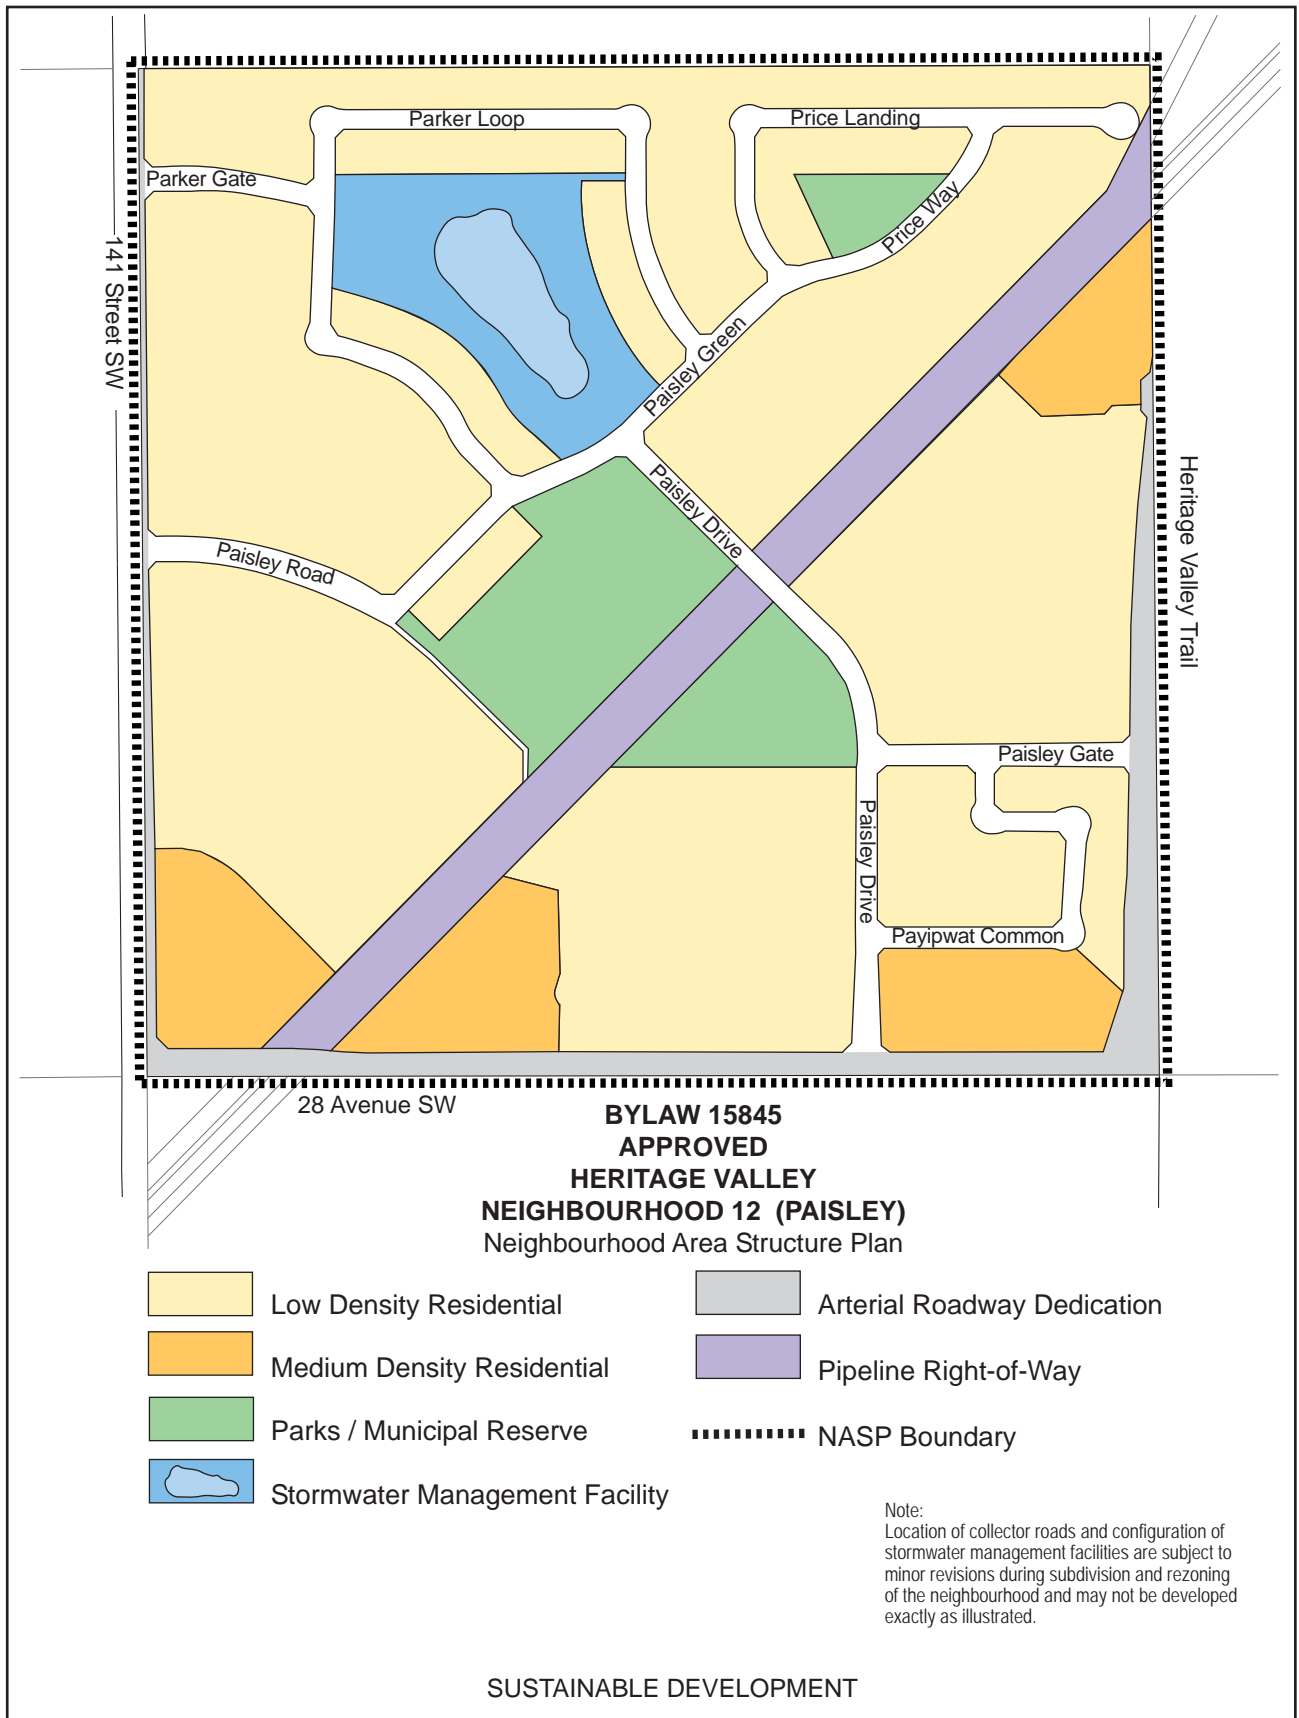 Parker Loop
Price Landing
Parker Gate
Price Way
141 Street SW
Paisley Green
Paisley Drive
Heritage Valley Trail
Paisley Road
Paisley Gate
Paisley Drive
Payipwat Common
28 Avenue SW
BYLAW 15845
APPROVED
HERITAGE VALLEY
NEIGHBOURHOOD 12 (PAISLEY)
Neighbourhood Area Structure Plan
Low Density Residential
Medium Density Residential
Parks / Municipal Reserve
Stormwater Management Facility
Arterial Roadway Dedication
Pipeline Right-of-Way
NASP Boundary
Note:
Location of collector roads and configuration of
stormwater management facilities are subject to
minor revisions during subdivision and rezoning
of the neighbourhood and may not be developed
exactly as illustrated.
SUSTAINABLE DEVELOPMENT